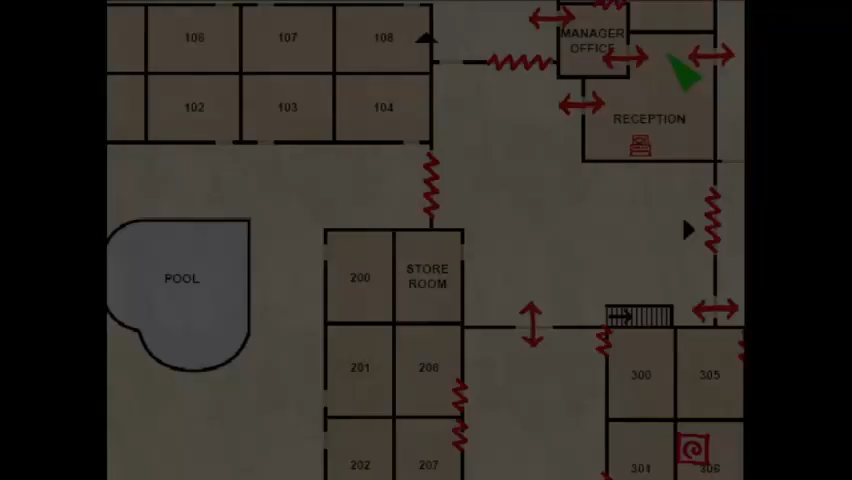 106
107
108
MANAGER
OFFICE
102
103
104
RECEPTION
POOL
200
STORE
ROOM
201
206
300
305
202
207
301
306